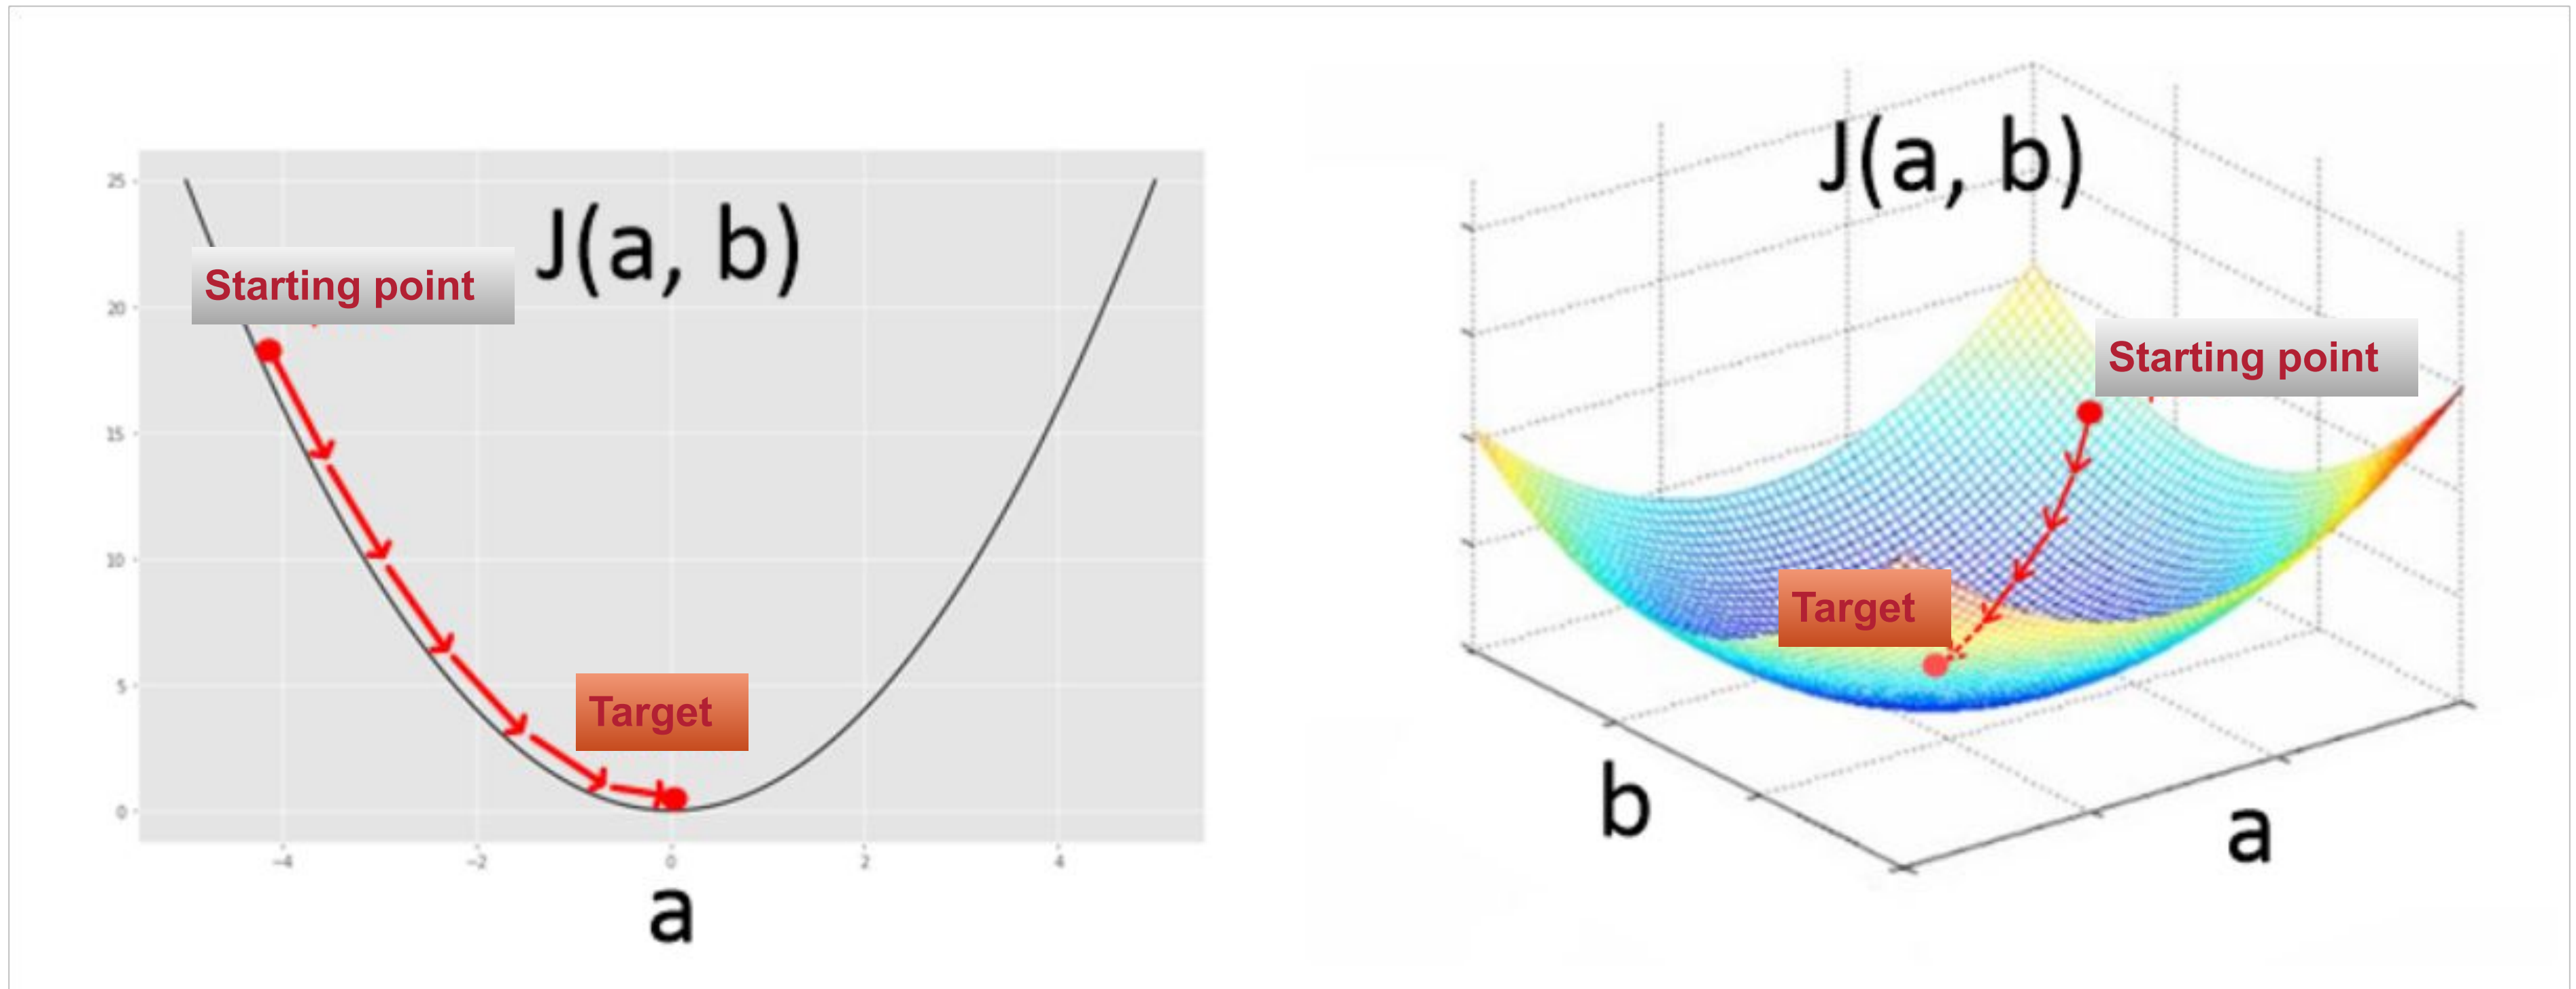 J(a, b)
25
Starting point
20
15
10
Target
5
0
-4
-2
0
2
4
a
J(a, b)
Starting point
Target
b
a